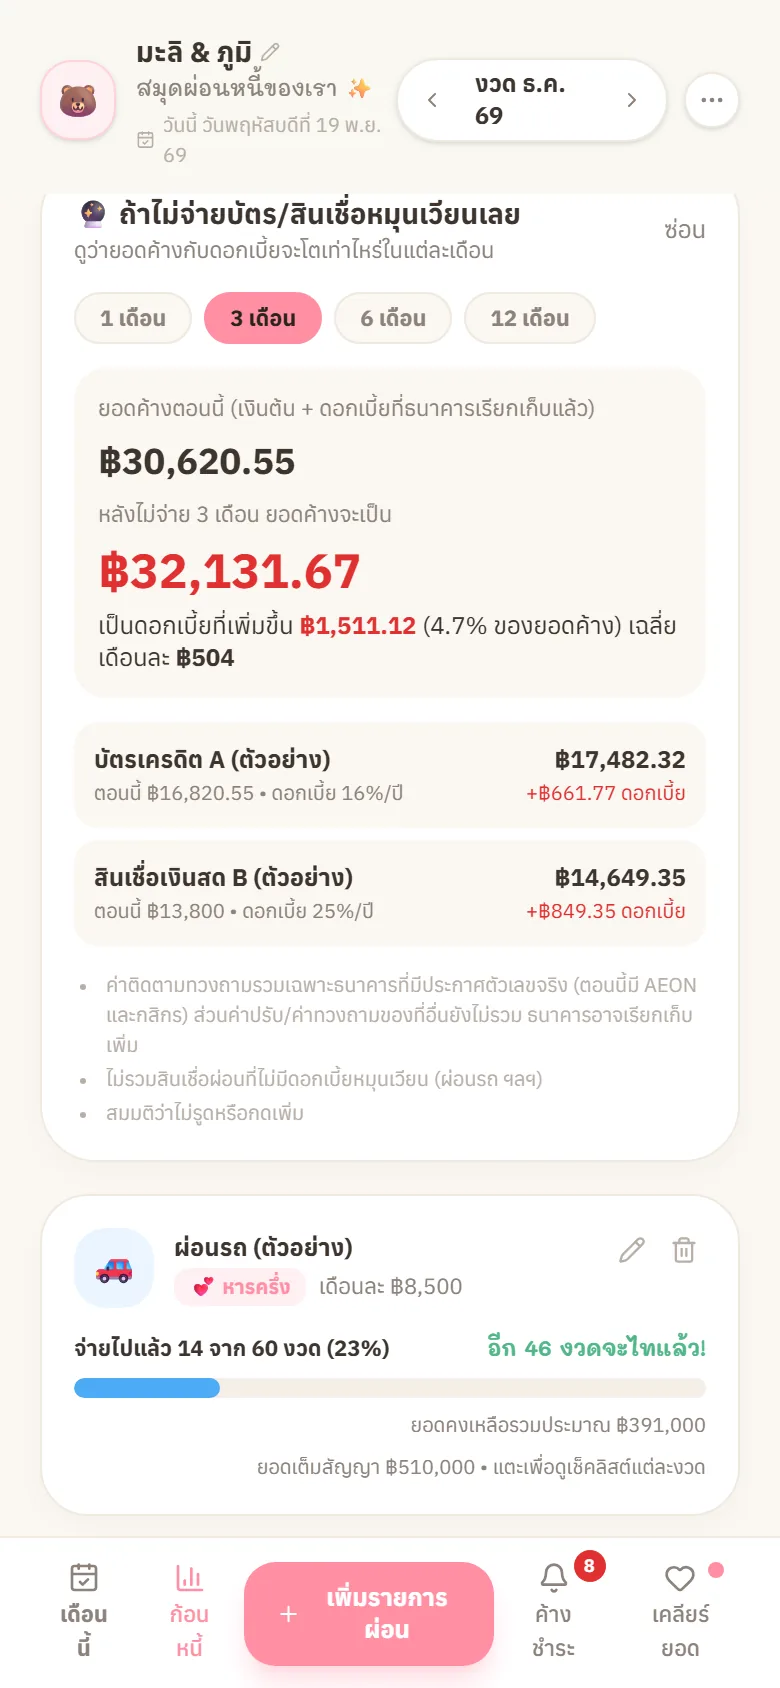 มะลิ & ภูมิ
สมุดผ่อนหนี้ของเรา ✨
วันนี้ วันพฤหัสบดีที่ 19 พ.ย.
69
งวด ธ.ค.
69
ถ้าไม่จ่ายบัตร/สินเชื่อหมุนเวียนเลย
ซ่อน
ดูว่ายอดค้างกับดอกเบี้ยจะโตเท่าไหร่ในแต่ละเดือน
1 เดือน
3 เดือน
6 เดือน
12 เดือน
ยอดค้างตอนนี้ (เงินต้น + ดอกเบี้ยที่ธนาคารเรียกเก็บแล้ว)
฿30,620.55
หลังไม่จ่าย 3 เดือน ยอดค้างจะเป็น
฿32,131.67
เป็นดอกเบี้ยที่เพิ่มขึ้น ฿1,511.12 (4.7% ของยอดค้าง) เฉลี่ย
เดือนละ ฿504
บัตรเครดิต A (ตัวอย่าง)
฿17,482.32
ตอนนี้ ฿16,820.55 • ดอกเบี้ย 16%/ปี
+฿661.77 ดอกเบี้ย
สินเชื่อเงินสด B (ตัวอย่าง)
฿14,649.35
ตอนนี้ ฿13,800 • ดอกเบี้ย 25%/ปี
+฿849.35 ดอกเบี้ย
• ค่าติดตามทวงถามรวมเฉพาะธนาคารที่มีประกาศตัวเลขจริง (ตอนนี้มี AEON
และกสิกร) ส่วนค่าปรับ/ค่าทวงถามของที่อื่นยังไม่รวม ธนาคารอาจเรียกเก็บ
เพิ่ม
• ไม่รวมสินเชื่อผ่อนที่ไม่มีดอกเบี้ยหมุนเวียน (ผ่อนรถ ฯลฯ)
• สมมติว่าไม่รูดหรือกดเพิ่ม
ผ่อนรถ (ตัวอย่าง)
💕 หารครึ่ง
เดือนละ ฿8,500
จ่ายไปแล้ว 14 จาก 60 งวด (23%)
อีก 46 งวดจะไทแล้ว!
ยอดคงเหลือรวมประมาณ ฿391,000
ยอดเต็มสัญญา ฿510,000 • แตะเพื่อดูเช็คลิสต์แต่ละงวด
เดือน
นี้
ก้อน
หนี้
+ เพิ่มรายการ
ผ่อน
8
ค้าง
ชำระ
เคลียร์
ยอด